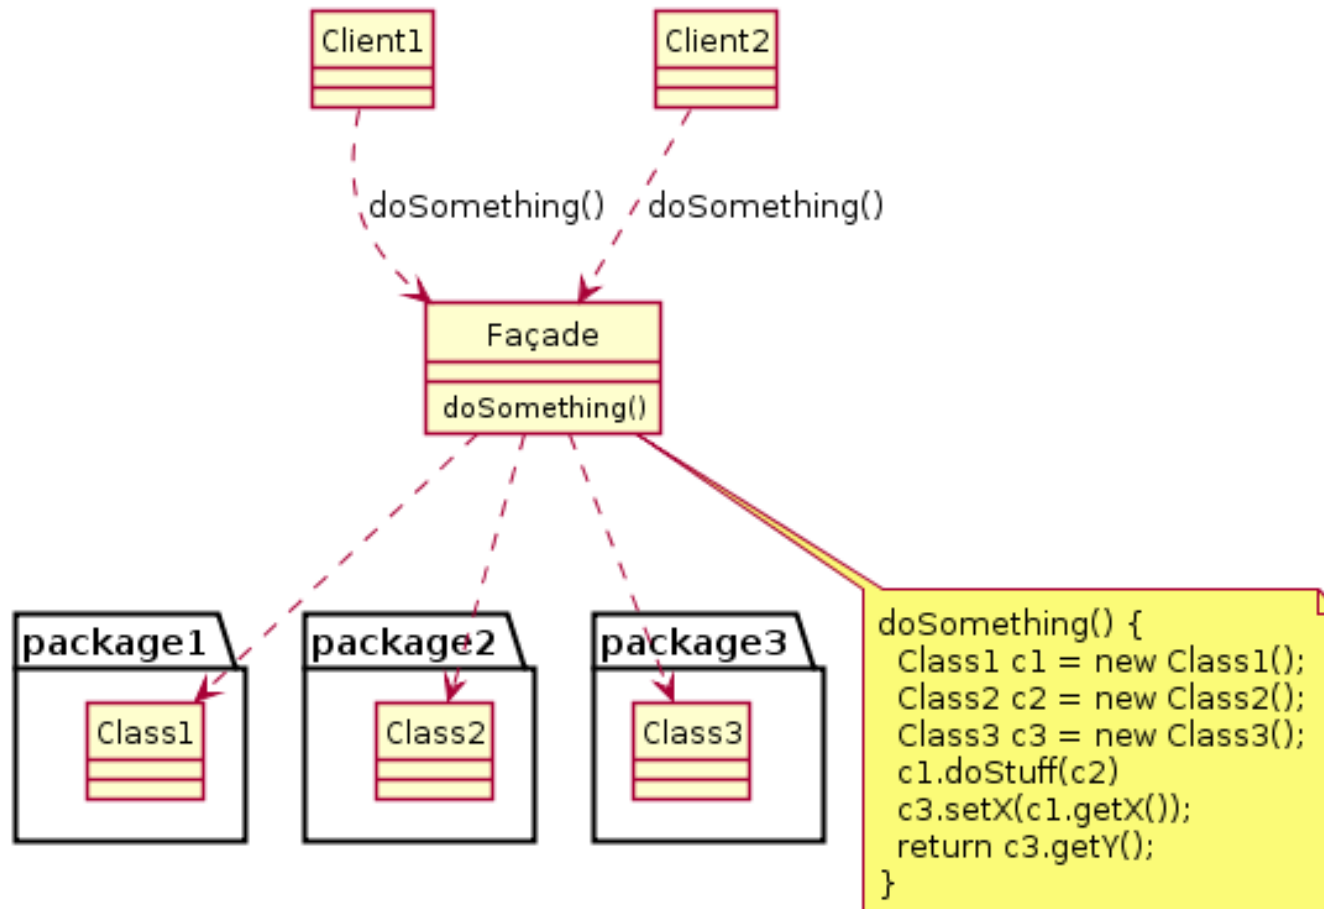 Client1
Client2
doSomething()
doSomething()
Façade
doSomething()
package1
package2
package3
Class1
Class2
Class3
doSomething() {
Class1 c1 = new Class1();
Class2 c2 = new Class2();
Class3 c3 = new Class3();
c1.doStuff(c2)
c3.setX(c1.getX());
return c3.getY();
}